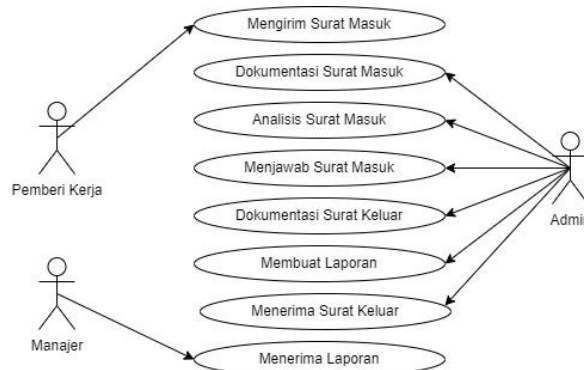 Mengirim Surat Masuk
Dokumentasi Surat Masuk
Analisis Surat Masuk
Menjawab Surat Masuk
Pemberi Kerja
Dokumentasi Surat Keluar
Admin
Membuat Laporan
Menerima Surat Keluar
Manajer
Menerima Laporan